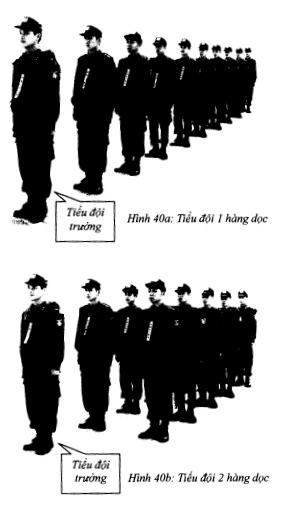 Tiểu đội
trưởng
Hình 40a: Tiểu đội 1 hàng dọc
Tiểu đội
trưởng
Hình 40b: Tiểu đội 2 hàng dọc